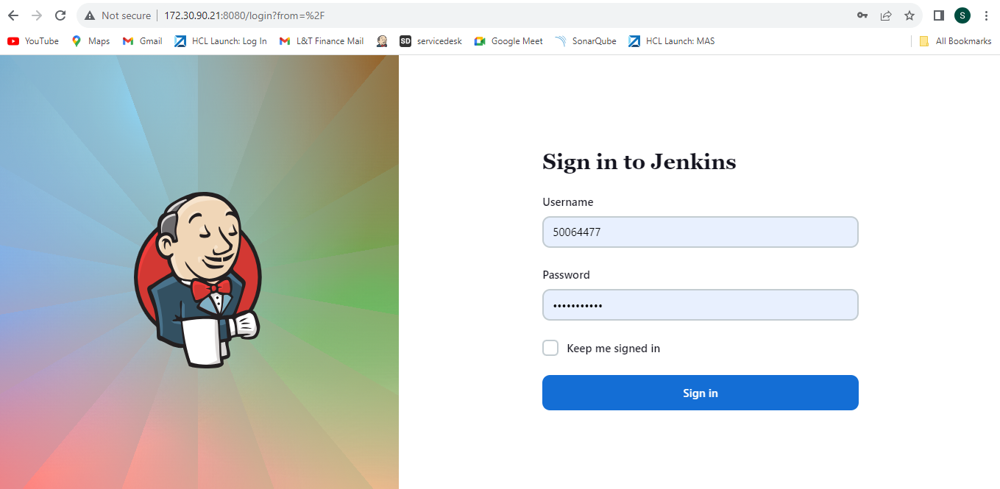 Not secure 172.30.90.21:8080/login?from=%2F S
YouTube Maps Gmail HCL Launch: Log In L&T Finance Mail SD servicedesk Google Meet SonarQube HCL Launch: MAS All Bookmarks
Sign in to Jenkins
Username
50064477
Password
•••••••••••
Keep me signed in
Sign in